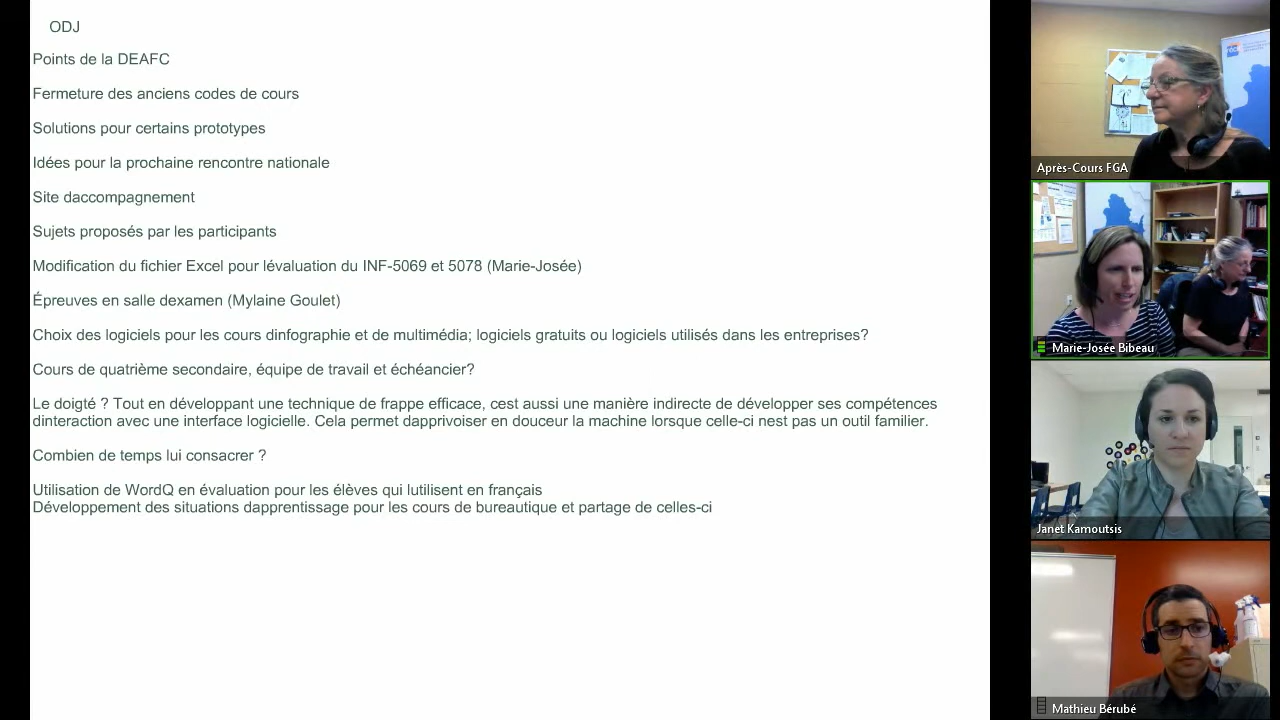 ODJ
Points de la DEAFC
Fermeture des anciens codes de cours
Solutions pour certains prototypes
Idées pour la prochaine rencontre nationale
Site daccompagnement
Sujets proposés par les participants
Modification du fichier Excel pour lévaluation du INF-5069 et 5078 (Marie-Josée)
Épreuves en salle dexamen (Mylaine Goulet)
Choix des logiciels pour les cours dinfographie et de multimédia; logiciels gratuits ou logiciels utilisés dans les entreprises?
Cours de quatrième secondaire, équipe de travail et échéancier?
Le doigté ? Tout en développant une technique de frappe efficace, cest aussi une manière indirecte de développer ses compétences
dinteraction avec une interface logicielle. Cela permet dapprivoiser en douceur la machine lorsque celle-ci nest pas un outil familier.
Combien de temps lui consacrer ?
Utilisation de WordQ en évaluation pour les élèves qui lutilisent en français
Développement des situations dapprentissage pour les cours de bureautique et partage de celles-ci
Après-Cours FGA
Marie-Josée Bibeau
Janet Kamoutsis
Mathieu Bérubé